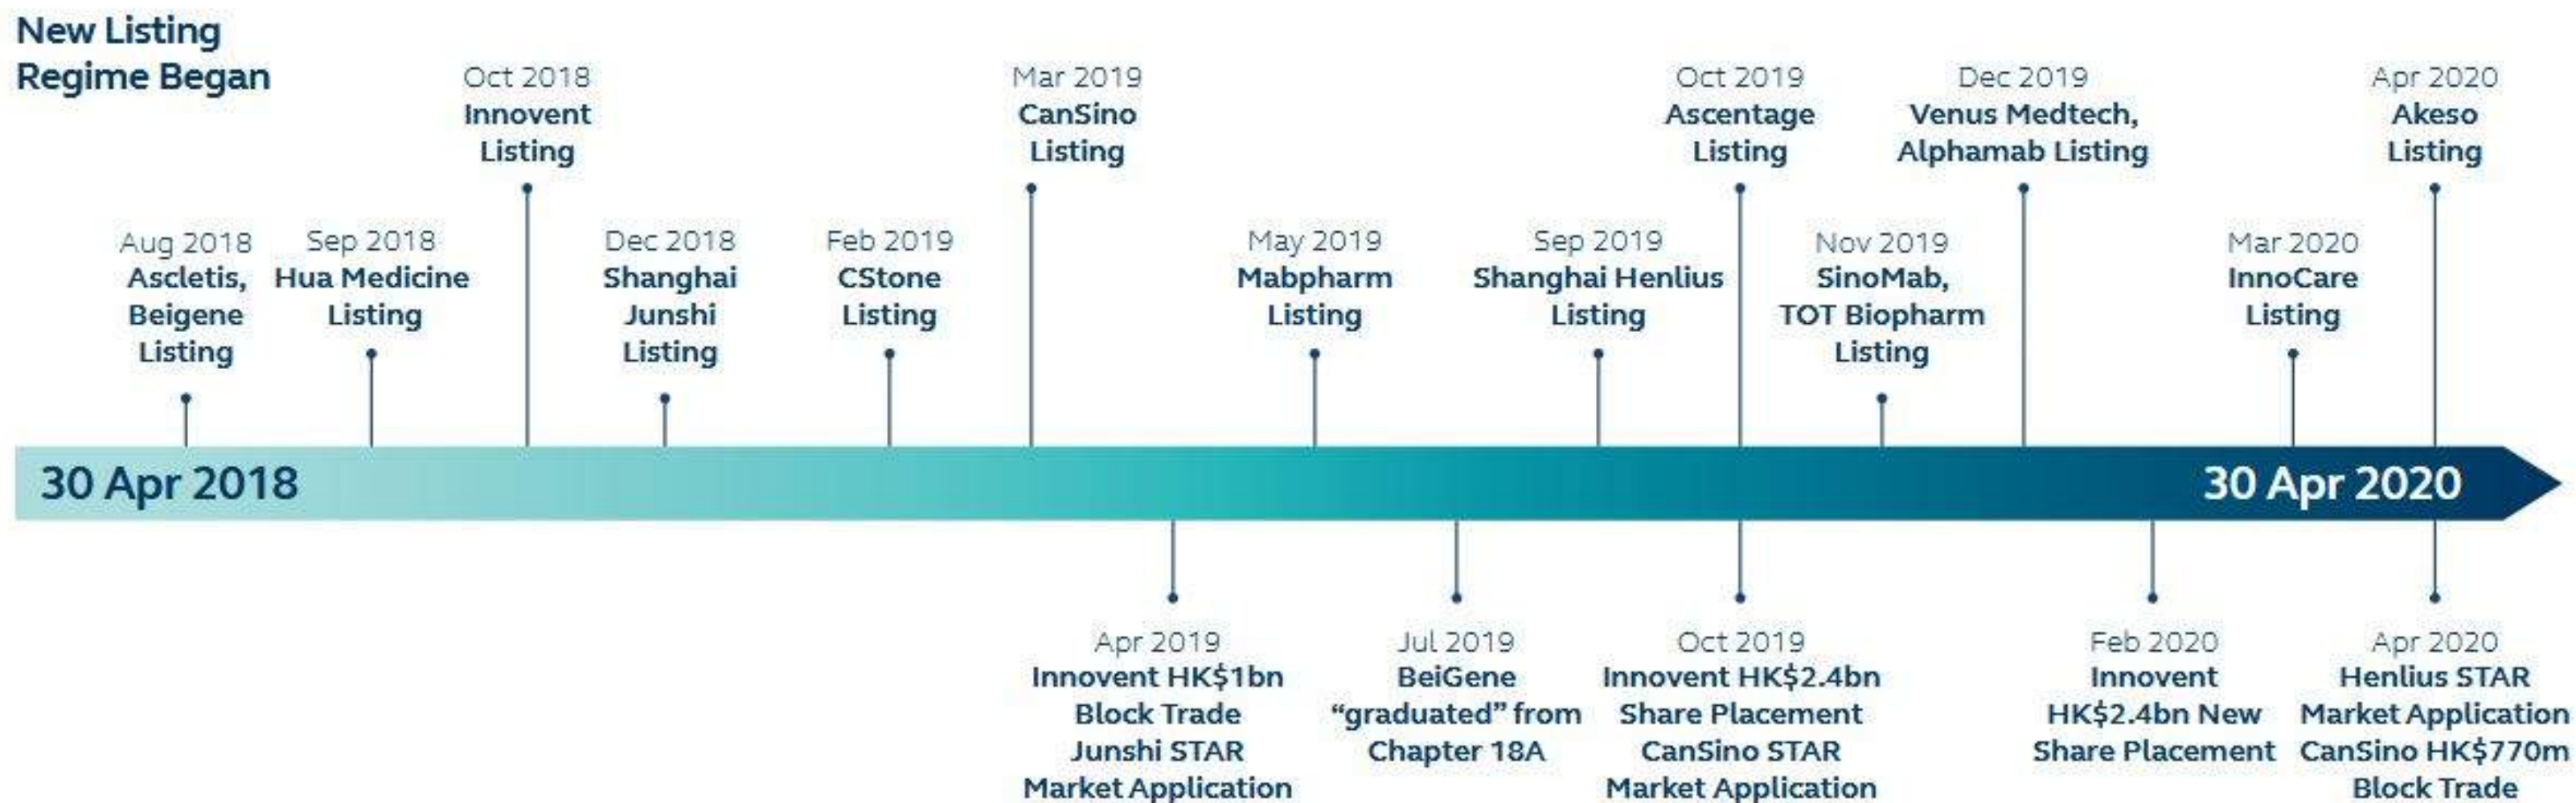 New Listing
Regime Began
Aug 2018
Ascletis,
Beigene
Listing
Sep 2018
Hua Medicine
Listing
Oct 2018
Innovent
Listing
Dec 2018
Shanghai
Junshi
Listing
Feb 2019
CStone
Listing
Mar 2019
CanSino
Listing
May 2019
Mabpharm
Listing
Sep 2019
Shanghai Henlius
Listing
Oct 2019
Ascentage
Listing
Nov 2019
SinoMab,
TOT Biopharm
Listing
Dec 2019
Venus Medtech,
Alphamab Listing
Mar 2020
InnoCare
Listing
Apr 2020
Akeso
Listing
30 Apr 2018
30 Apr 2020
Apr 2019
Innovent HK$1bn
Block Trade
Junshi STAR
Market Application
Jul 2019
BeiGene
“graduated” from
Chapter 18A
Oct 2019
Innovent HK$2.4bn
Share Placement
CanSino STAR
Market Application
Feb 2020
Innovent
HK$2.4bn New
Share Placement
Apr 2020
Henlius STAR
Market Application
CanSino HK$770m
Block Trade